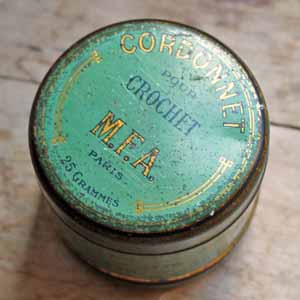 CORDONNET
POUR
CROCHET
M.F.A.
PARIS
25 GRAMMES